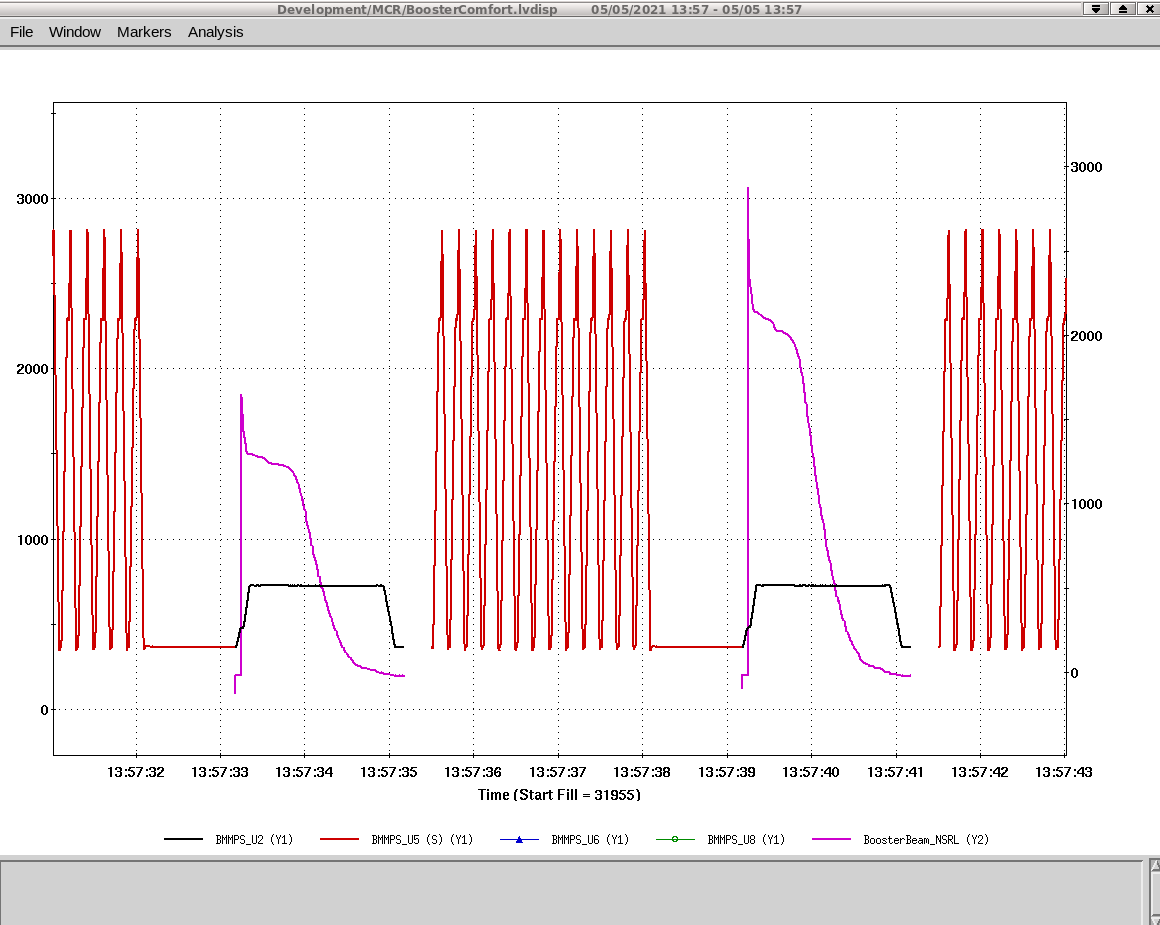 Development/MCR/BoosterComfort.lvdisp 05/05/2021 13:57 - 05/05 13:57
File Window Markers Analysis
3000 3000
2000 2000
1000 1000
0 0
13:57:32 13:57:33 13:57:34 13:57:35 13:57:36 13:57:37 13:57:38 13:57:39 13:57:40 13:57:41 13:57:42 13:57:43
Time (Start Fill = 31955)
BMMPS_U2 (Y1) BMMPS_U5 (S) (Y1) BMMPS_U6 (Y1) BMMPS_U8 (Y1) BoosterBeam_NSRL (Y2)